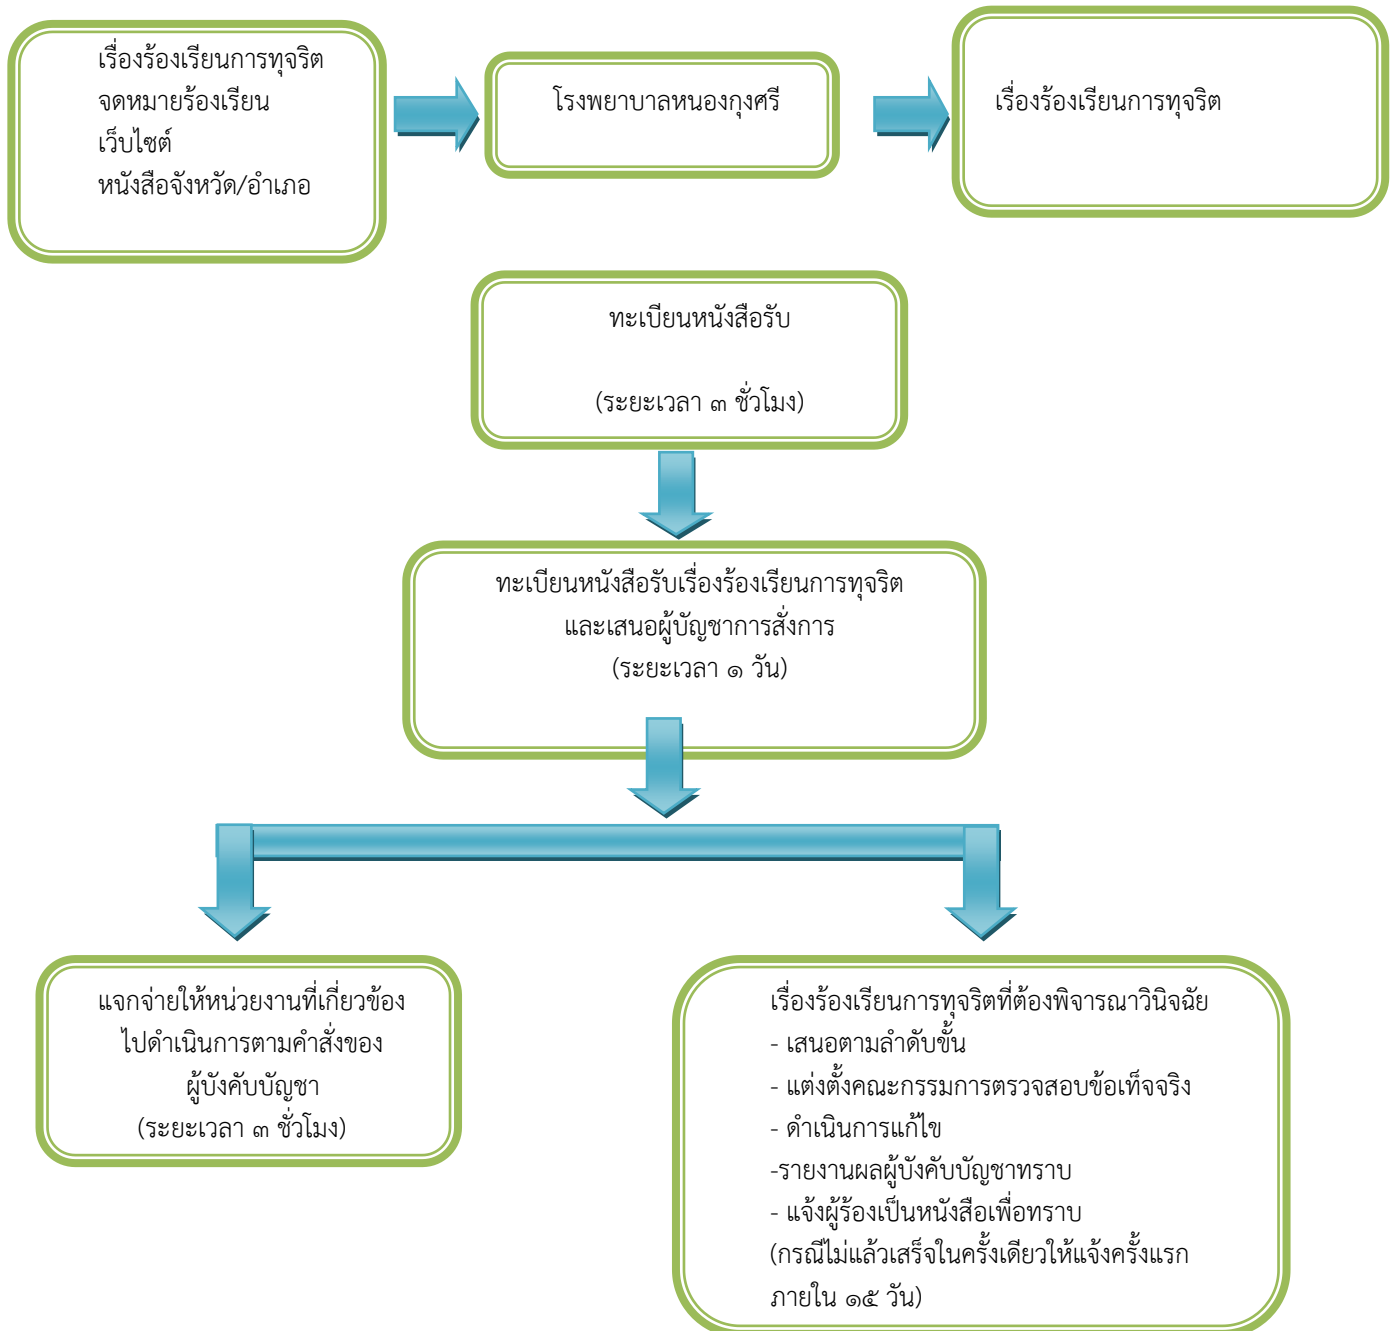 เรื่องร้องเรียนการทุจริต
จดหมายร้องเรียน
เว็บไซต์
หนังสือจังหวัด/อำเภอ
โรงพยาบาลหนองกุงศรี
เรื่องร้องเรียนการทุจริต
ทะเบียนหนังสือรับ
(ระยะเวลา ๓ ชั่วโมง)
ทะเบียนหนังสือรับเรื่องร้องเรียนการทุจริต
และเสนอผู้บัญชาการสั่งการ
(ระยะเวลา ๑ วัน)
แจกจ่ายให้หน่วยงานที่เกี่ยวข้อง
ไปดำเนินการตามคำสั่งของ
ผู้บังคับบัญชา
(ระยะเวลา ๓ ชั่วโมง)
เรื่องร้องเรียนการทุจริตที่ต้องพิจารณาวินิจฉัย
- เสนอตามลำดับขั้น
- แต่งตั้งคณะกรรมการตรวจสอบข้อเท็จจริง
- ดำเนินการแก้ไข
-รายงานผลผู้บังคับบัญชาทราบ
- แจ้งผู้ร้องเป็นหนังสือเพื่อทราบ
(กรณีไม่แล้วเสร็จในครั้งเดียวให้แจ้งครั้งแรก
ภายใน ๑๕ วัน)